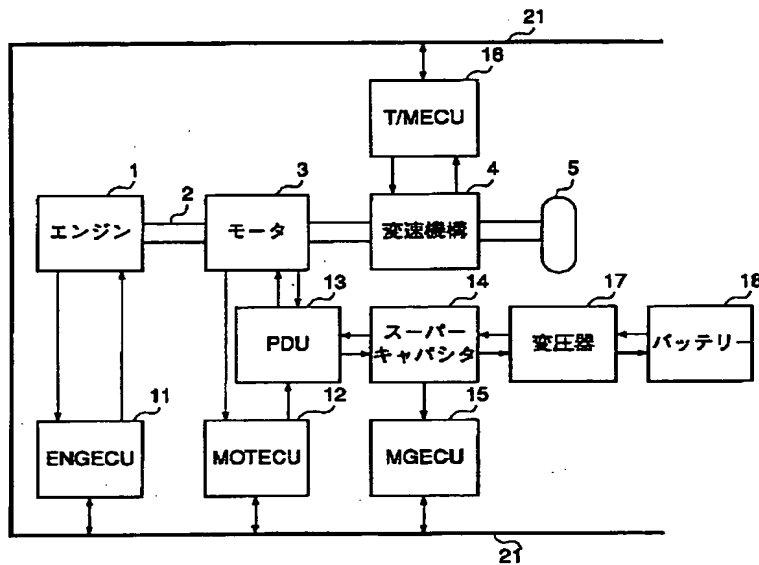 21
16
T/MECU
1
2
3
4
5
エンジン
モータ
変速機構
13
14
17
18
PDU
スーパー
キャパシタ
変圧器
バッテリー
11
12
15
ENGECU
MOTECU
MGECU
21